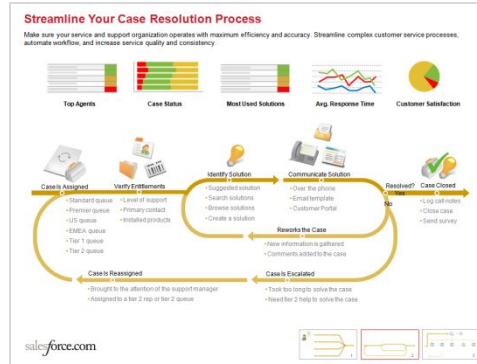 Streamline Your Case Resolution Process
Make sure your service and support organization operates with maximum efficiency and accuracy. Streamline complex customer service processes,
automate workflow, and increase service quality and consistency.
Top Agents
Case Status
Most Used Solutions
Avg. Response Time
Customer Satisfaction
Case Is Assigned
• Standard queue
• Premier queue
• US queue
• EMEA queue
• Tier 1 queue
• Tier 2 queue
Verify Entitlements
• Level of support
• Primary contact
• Installed products
Identify Solution
• Suggested solution
• Search solutions
• Browse solutions
• Create a solution
Communicate Solution
• Over the phone
• Email template
• Customer Portal
Resolved?
Yes
No
Case Closed
• Log call notes
• Close case
• Send survey
Reworks the Case
• New information is gathered
• Comments added to the case
Case Is Reassigned
• Brought to the attention of the support manager
• Assigned to a tier 2 rep or tier 2 queue
Case Is Escalated
• Took too long to solve the case
• Need tier 2 help to solve the case
salesforce.com
1
2
3